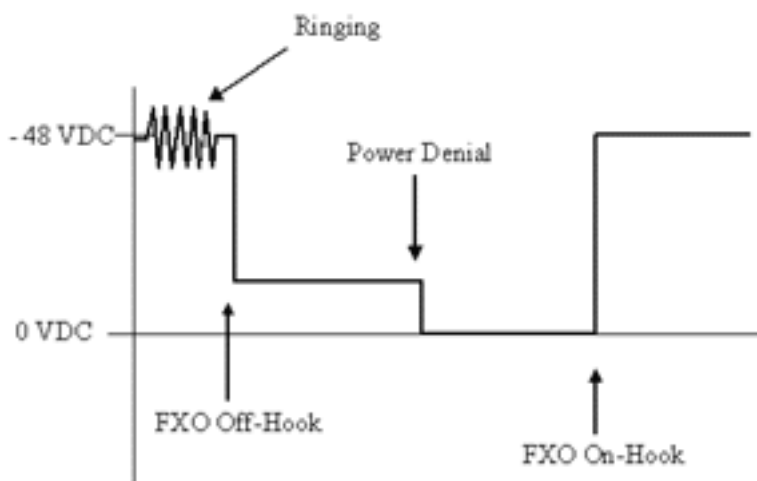 Ringing
- 48 VDC
Power Denial
0 VDC
FXO Off-Hook
FXO On-Hook